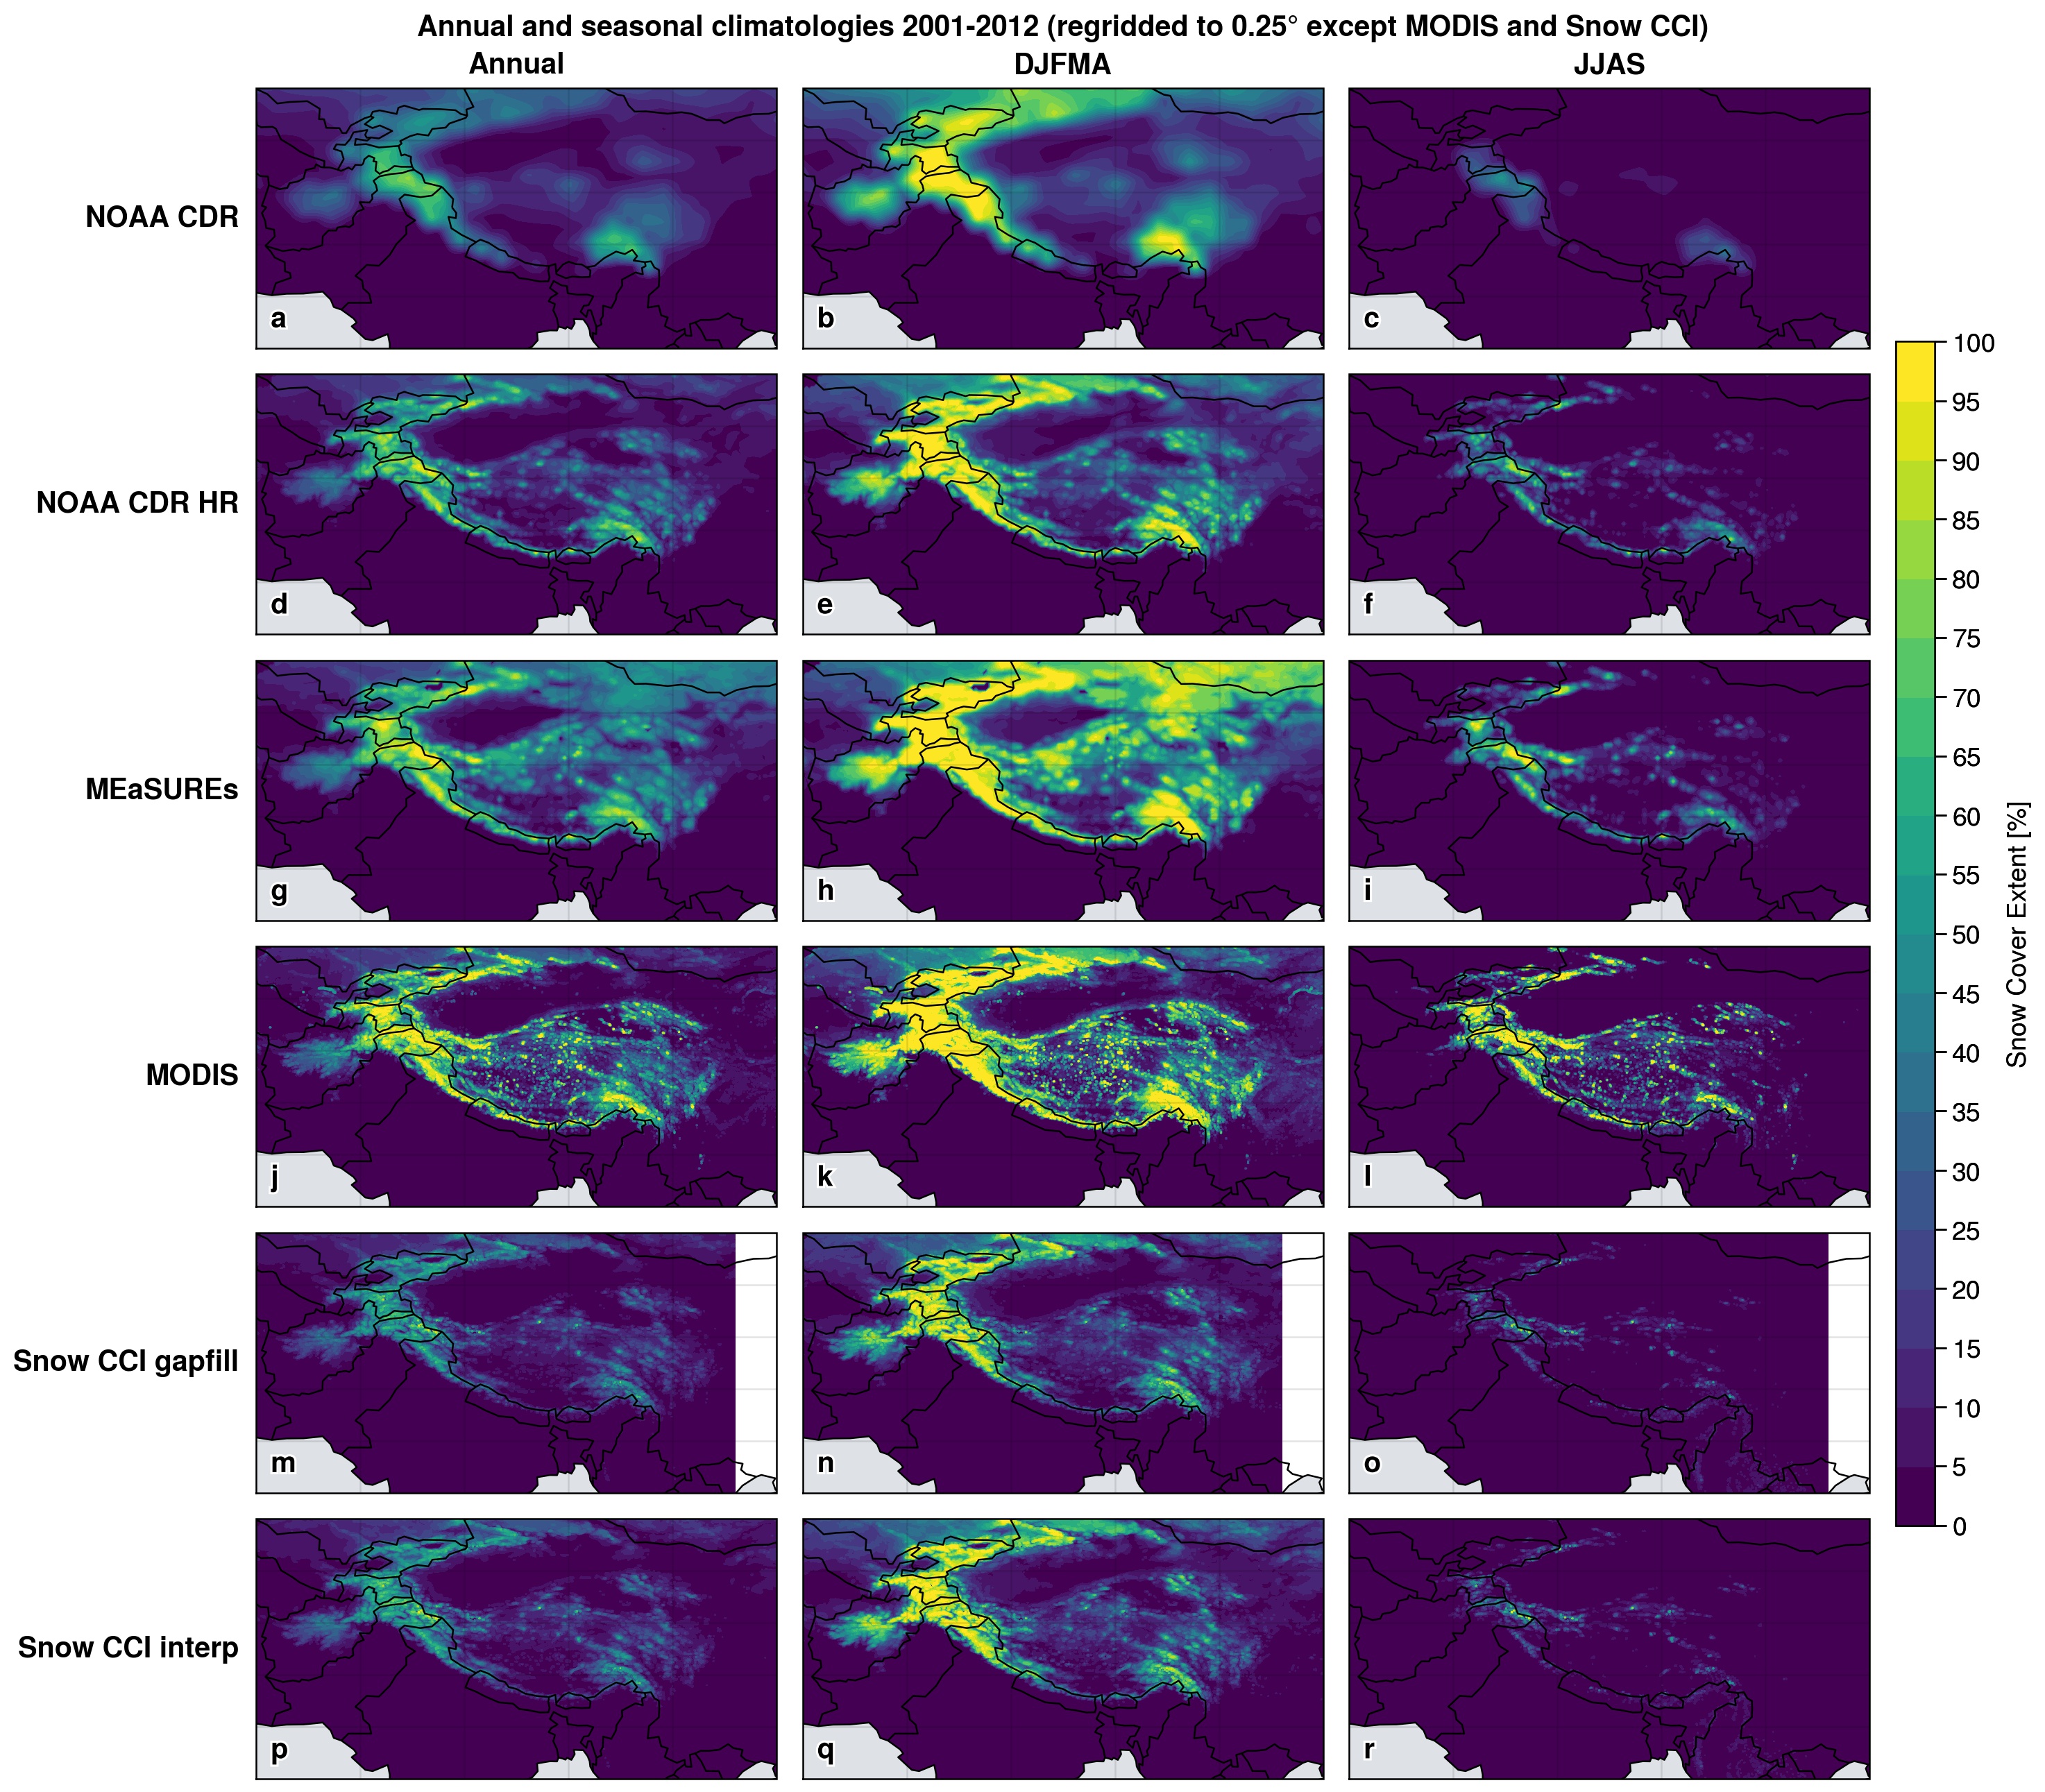 Annual and seasonal climatologies 2001-2012 (regridded to 0.25° except MODIS and Snow CCI)
Annual DJFMA JJAS
NOAA CDR
a b c
NOAA CDR HR
d e f
MEaSUREs
g h i
MODIS
j k l
Snow CCI gapfill
m n o
Snow CCI interp
p q r
100
95
90
85
80
75
70
65
60
55
50
45
40
35
30
25
20
15
10
5
0
Snow Cover Extent [%]